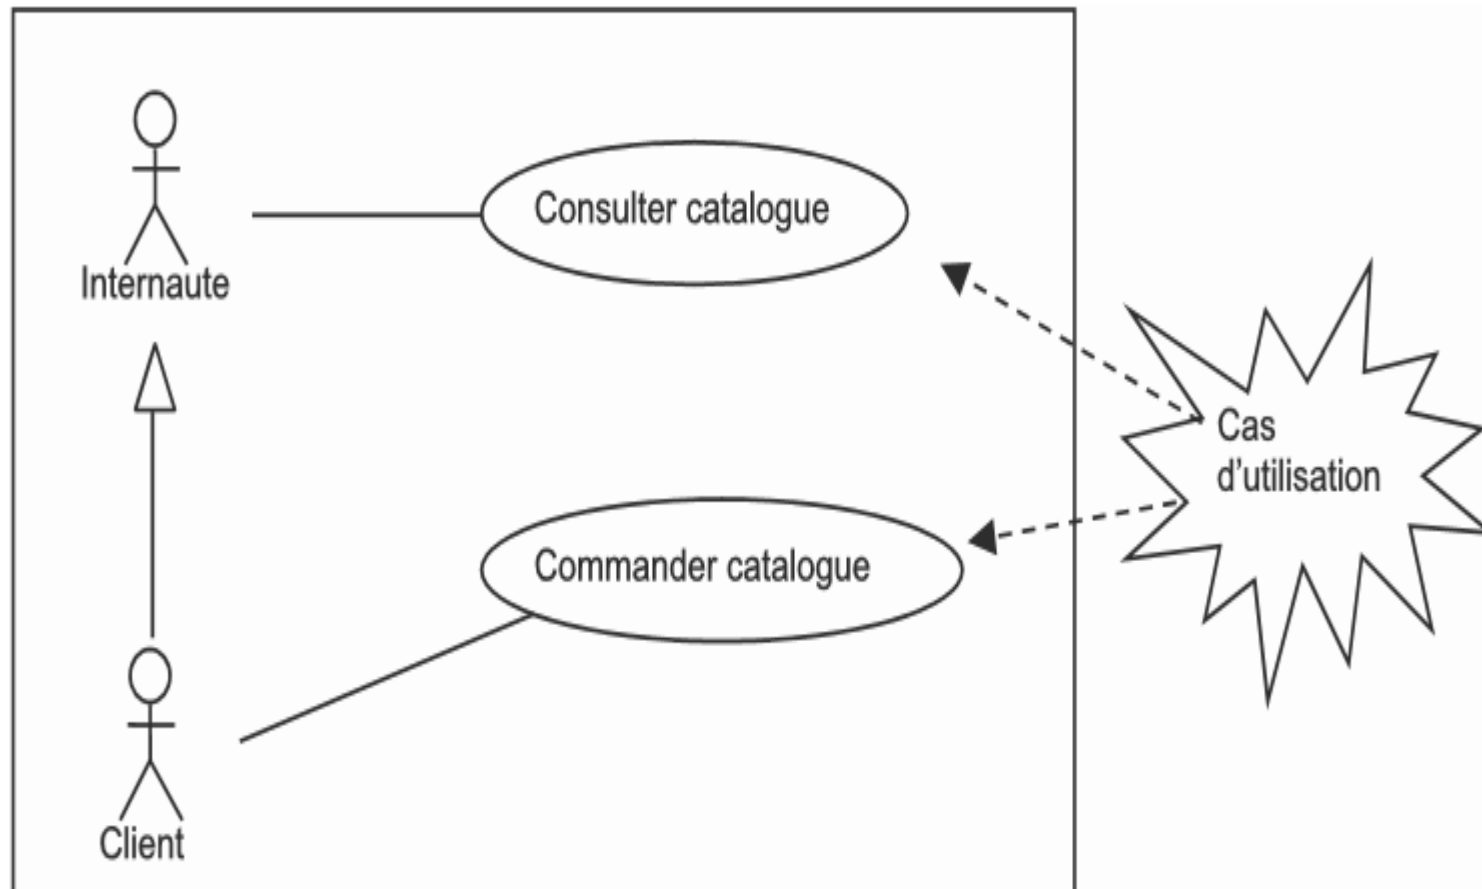 Consulter catalogue
Internaute
Cas
d’utilisation
Commander catalogue
Client